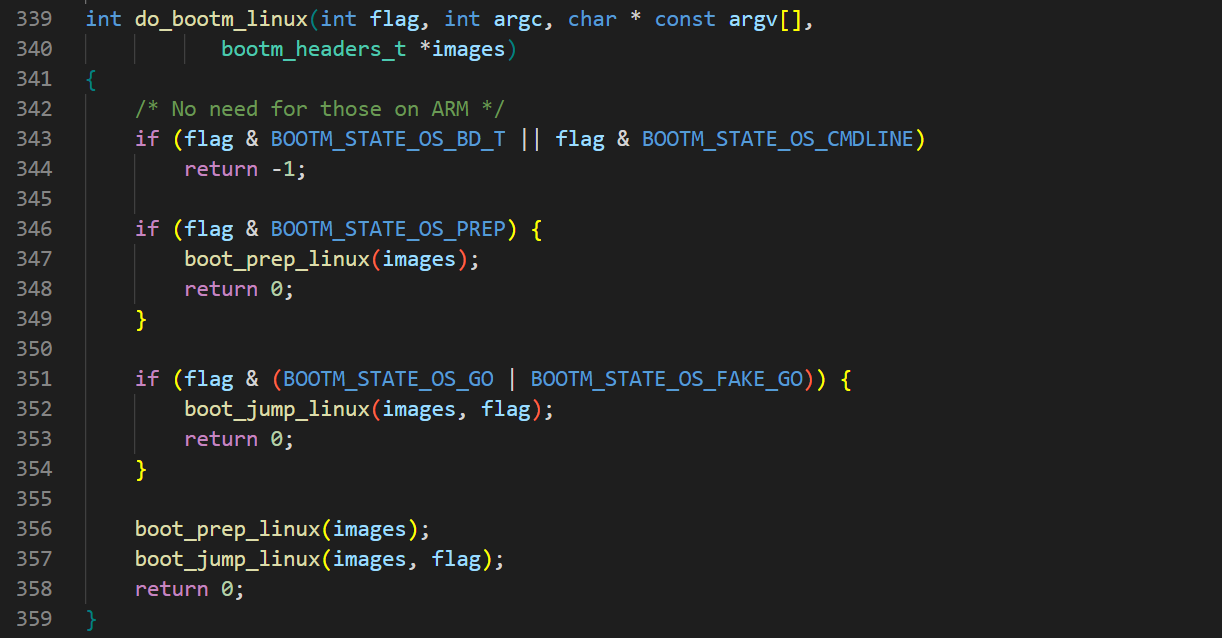 339 int do_bootm_linux(int flag, int argc, char * const argv[],
340 bootm_headers_t *images)
341 {
342 /* No need for those on ARM */
343 if (flag & BOOTM_STATE_OS_BD_T || flag & BOOTM_STATE_OS_CMDLINE)
344 return -1;
345
346 if (flag & BOOTM_STATE_OS_PREP) {
347 boot_prep_linux(images);
348 return 0;
349 }
350
351 if (flag & (BOOTM_STATE_OS_GO | BOOTM_STATE_OS_FAKE_GO)) {
352 boot_jump_linux(images, flag);
353 return 0;
354 }
355
356 boot_prep_linux(images);
357 boot_jump_linux(images, flag);
358 return 0;
359 }